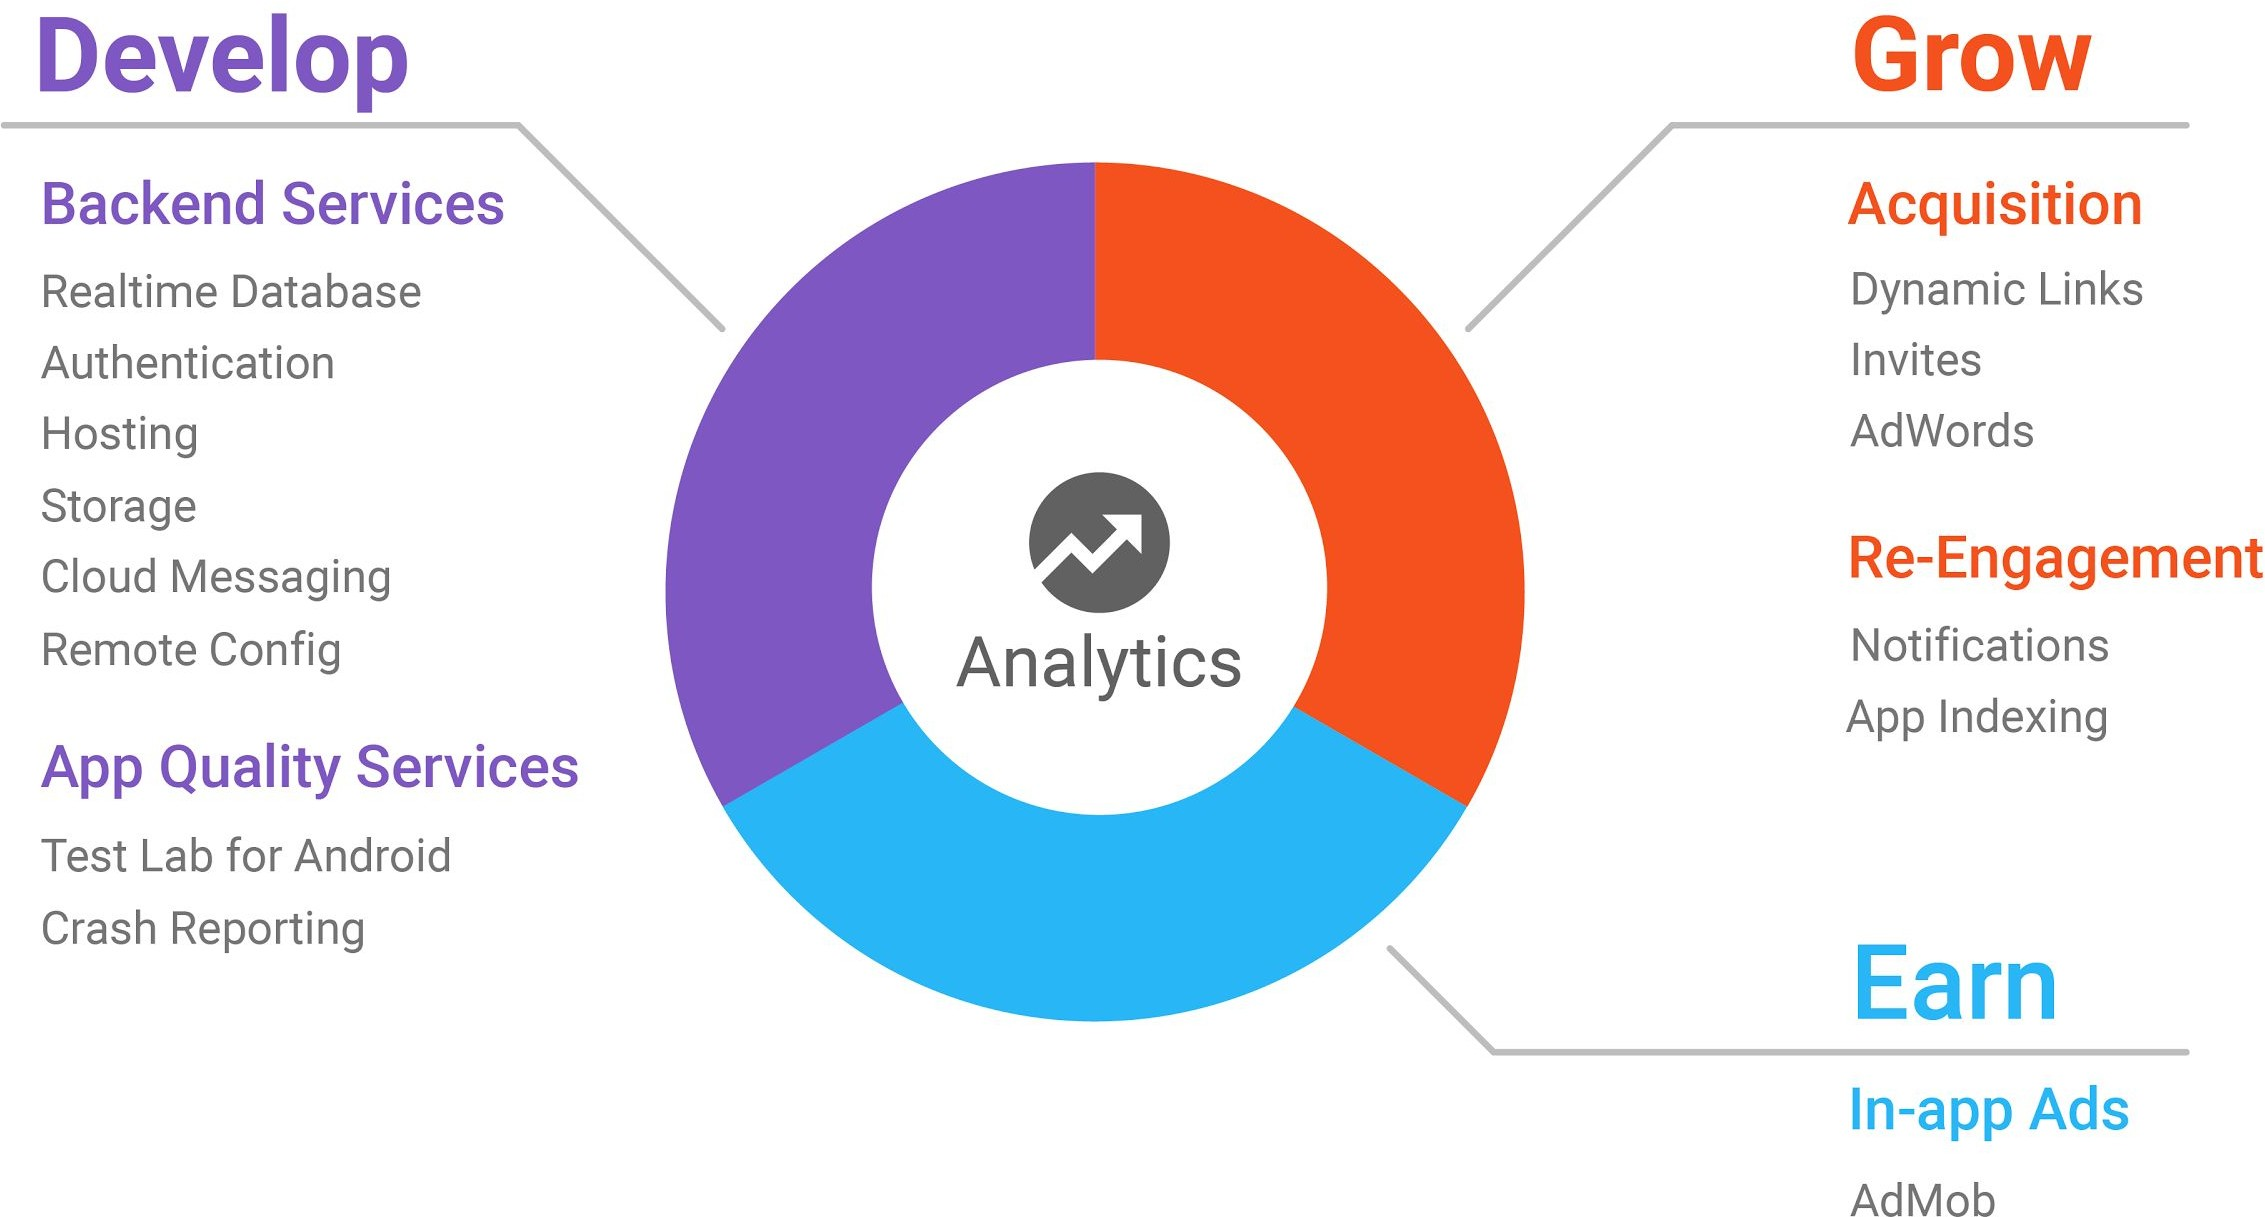 Develop
Backend Services
Realtime Database
Authentication
Hosting
Storage
Cloud Messaging
Remote Config
App Quality Services
Test Lab for Android
Crash Reporting
Analytics
Grow
Acquisition
Dynamic Links
Invites
AdWords
Re-Engagement
Notifications
App Indexing
Earn
In-app Ads
AdMob